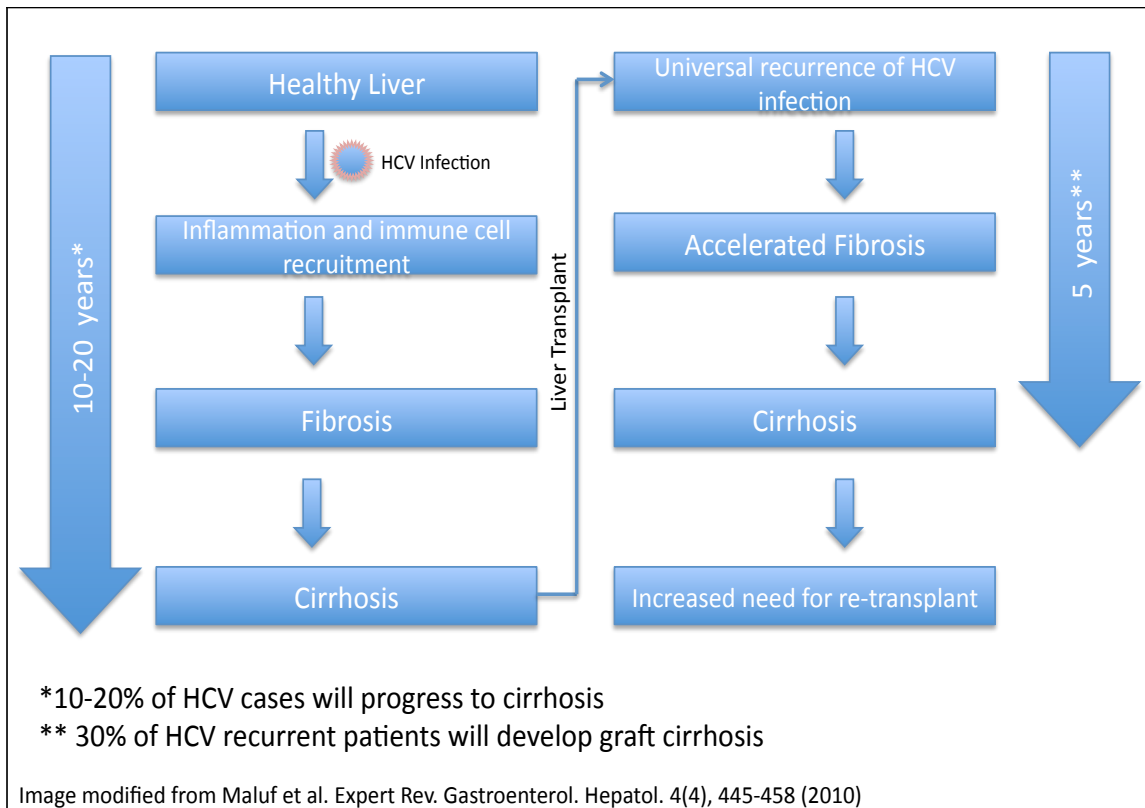 Healthy Liver
HCV Infection
Inflammation and immune cell
recruitment
Fibrosis
Cirrhosis
10-20 years*
Liver Transplant
Universal recurrence of HCV
infection
Accelerated Fibrosis
Cirrhosis
Increased need for re-transplant
5 years**
*10-20% of HCV cases will progress to cirrhosis
** 30% of HCV recurrent patients will develop graft cirrhosis
Image modified from Maluf et al. Expert Rev. Gastroenterol. Hepatol. 4(4), 445-458 (2010)